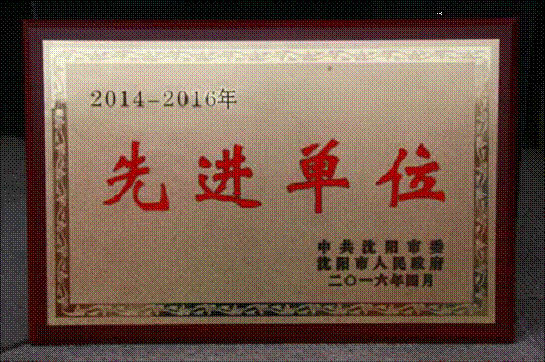 2014-2016年
先进单位
中共沈阳市委
沈阳市人民政府
二〇一六年四月